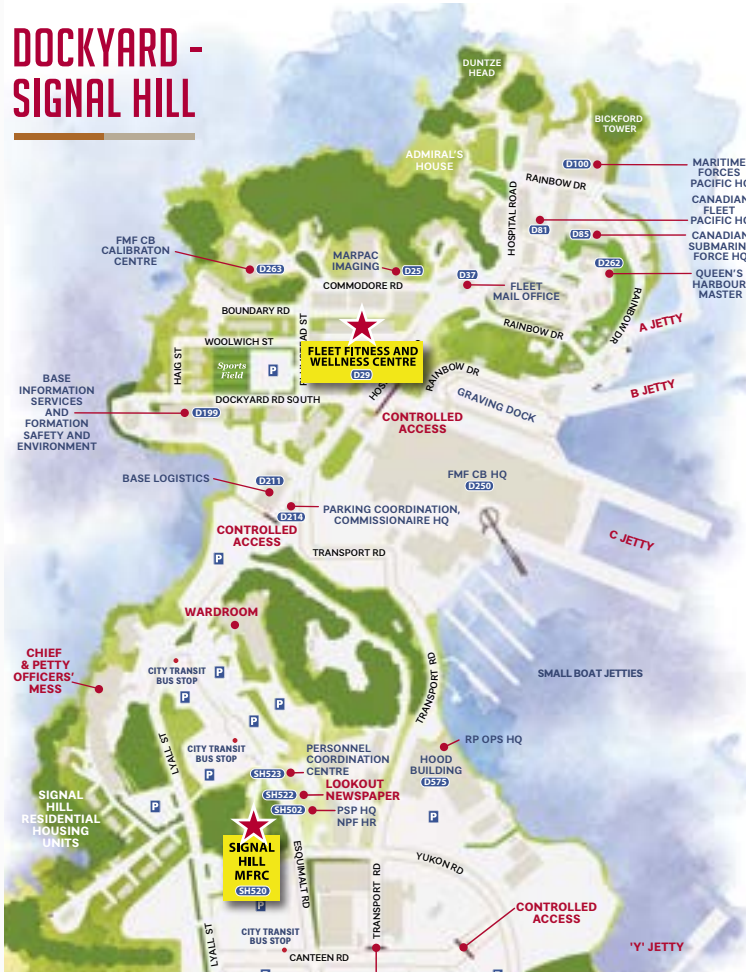 DOCKYARD -
SIGNAL HILL
DUNTZE
HEAD
BICKFORD
TOWER
ADMIRAL'S
HOUSE
D100
MARITIME
FORCES
PACIFIC HQ
RAINBOW DR
HOSPITAL ROAD
CANADIAN
FLEET
PACIFIC HQ
D81
D85
CANADIAN
SUBMARINE
FORCE HQ
FMF CB
CALIBRATON
CENTRE
D263
MARPAC
IMAGING
D25
D37
D262
QUEEN'S
HARBOUR
MASTER
COMMODORE RD
FLEET
MAIL OFFICE
RAINBOW DR
BOUNDARY RD
RAINBOW DR
A JETTY
WOOLWICH ST
HAIG ST
FLEET FITNESS AND
WELLNESS CENTRE
D29
Sports
Field
P
RAINBOW DR
B JETTY
BASE
INFORMATION
SERVICES
AND
FORMATION
SAFETY AND
ENVIRONMENT
DOCKYARD RD SOUTH
D199
GRAVING DOCK
CONTROLLED
ACCESS
BASE LOGISTICS
D211
FMF CB HQ
D250
D214
PARKING COORDINATION,
COMMISSIONAIRE HQ
CONTROLLED
ACCESS
C JETTY
P
TRANSPORT RD
WARDROOM
CHIEF
& PETTY
OFFICERS'
MESS
CITY TRANSIT
BUS STOP
P
P
P
P
TRANSPORT RD
SMALL BOAT JETTIES
LYALL ST
CITY TRANSIT
BUS STOP
P
PERSONNEL
COORDINATION
CENTRE
SH523
RP OPS HQ
HOOD
BUILDING
D575
P
LOOKOUT
NEWSPAPER
SH522
SH502
PSP HQ
NPF HR
SIGNAL
HILL
RESIDENTIAL
HOUSING
UNITS
P
SIGNAL
HILL
MFRC
SH520
P
ESQUIMALT RD
YUKON RD
TRANSPORT RD
CONTROLLED
ACCESS
LYALL ST
CITY TRANSIT
BUS STOP
CANTEEN RD
'Y' JETTY
P
P